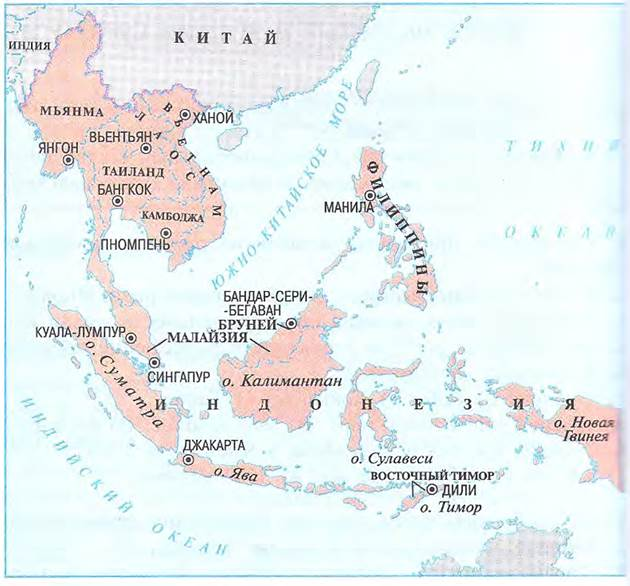 КИТАЙ
ИНДИЯ
МЬЯНМА
ЛАОС
ВЬЕТНАМ
ХАНОЙ
ВЬЕНТЬЯН
ЯНГОН
ТАИЛАНД
БАНГКОК
КАМБОДЖА
ПНОМПЕНЬ
ЮЖНО-КИТАЙСКОЕ МОРЕ
ТИХИЙ
ОКЕАН
ФИЛИППИНЫ
МАНИЛА
БАНДАР-СЕРИ-
-БЕГАВАН
БРУНЕЙ
КУАЛА-ЛУМПУР
МАЛАЙЗИЯ
СИНГАПУР
о. Суматра
о. Калимантан
ИНДОНЕЗИЯ
о. Новая
Гвинея
ДЖАКАРТА
о. Ява
о. Сулавеси
ВОСТОЧНЫЙ ТИМОР
ДИЛИ
о. Тимор
ИНДИЙСКИЙ ОКЕАН